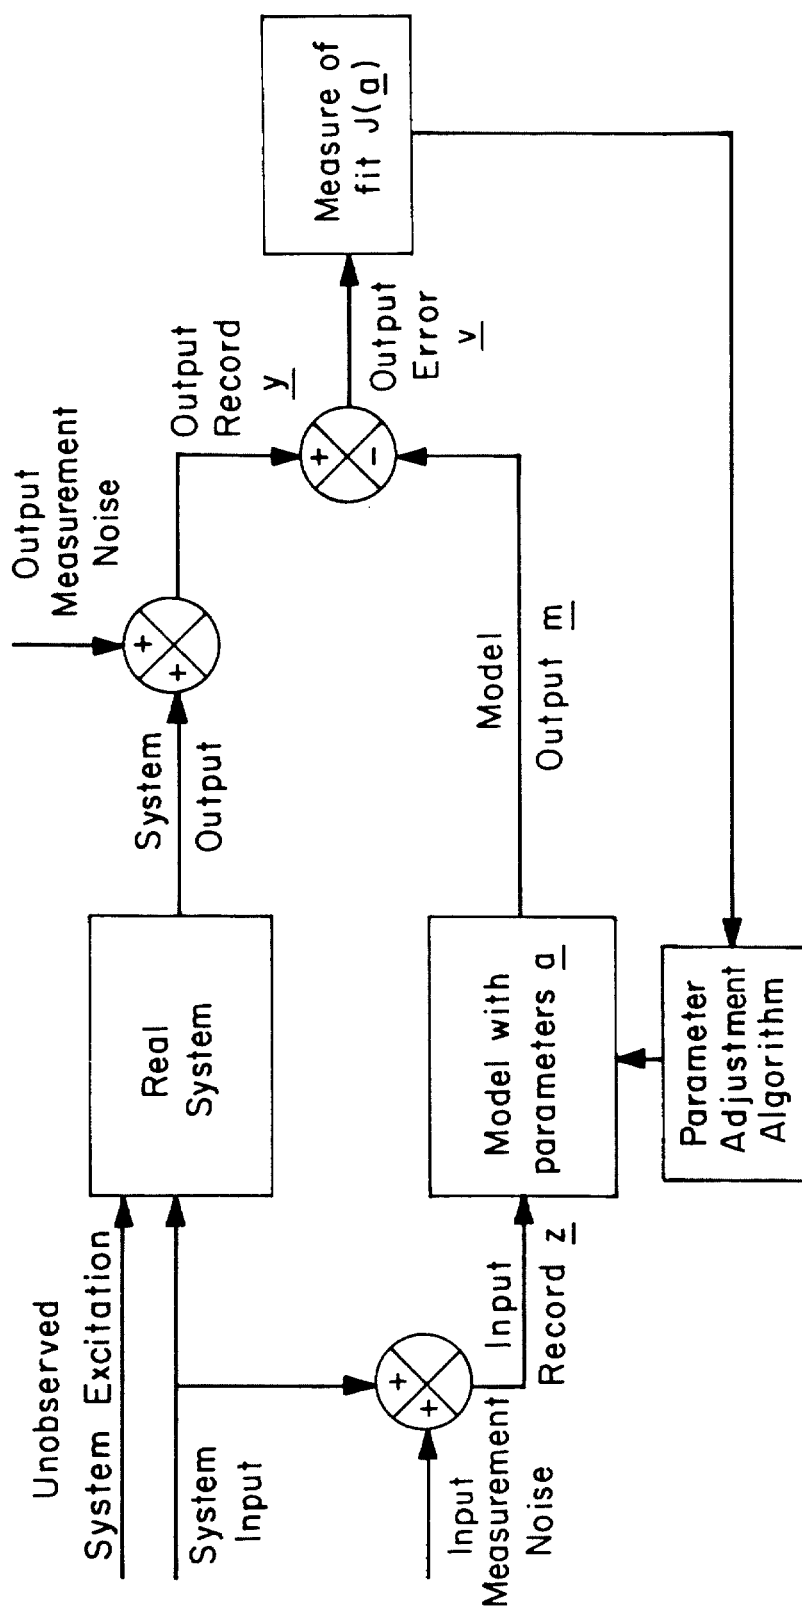 Unobserved
System Excitation
System
Input
Real
System
System
Output
Output
Measurement
Noise
+
+
Output
Record
y
+
-
Output
Error
v
Measure of
fit J(a)
Input
Measurement
Noise
+
+
Input
Record z
Model with
parameters a
Model
Output m
Parameter
Adjustment
Algorithm